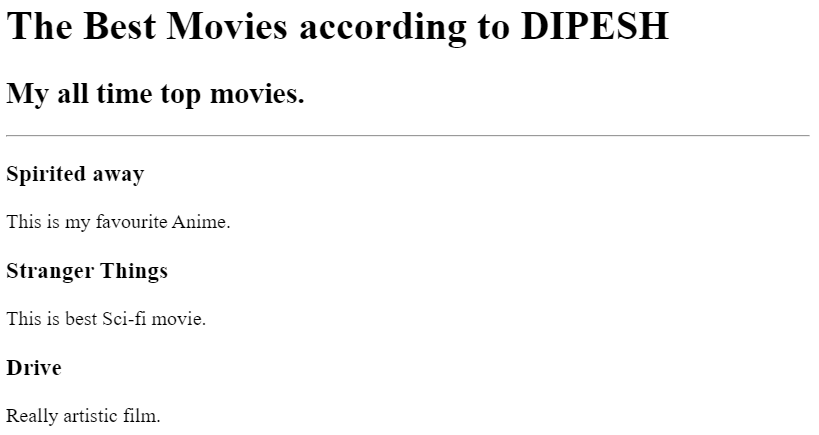 The Best Movies according to DIPESH
My all time top movies.
Spirited away
This is my favourite Anime.
Stranger Things
This is best Sci-fi movie.
Drive
Really artistic film.